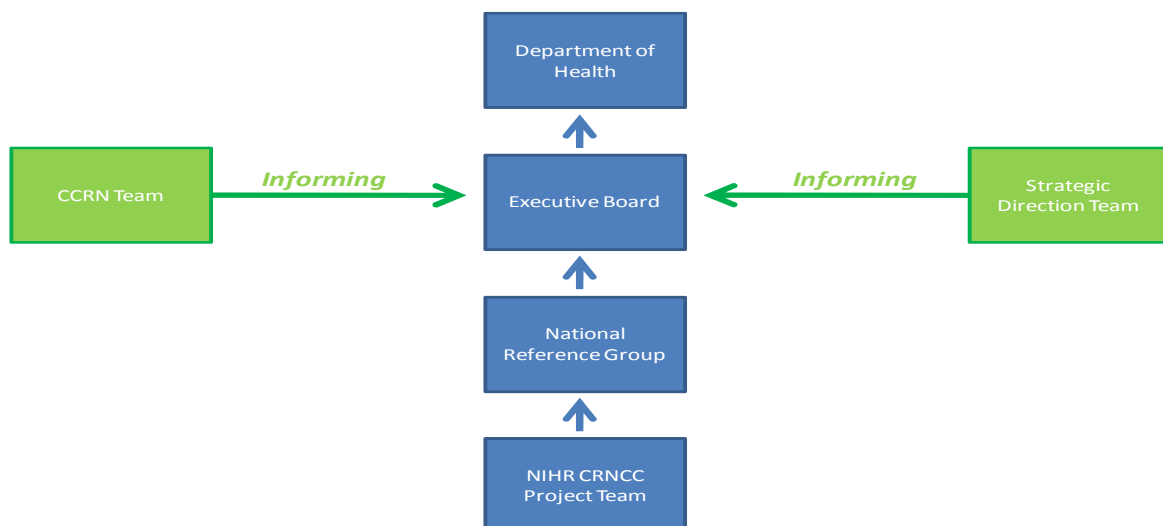 Department of
Health
CCRN Team
Informing
Executive Board
Informing
Strategic
Direction Team
National
Reference Group
NIHR CRNCC
Project Team